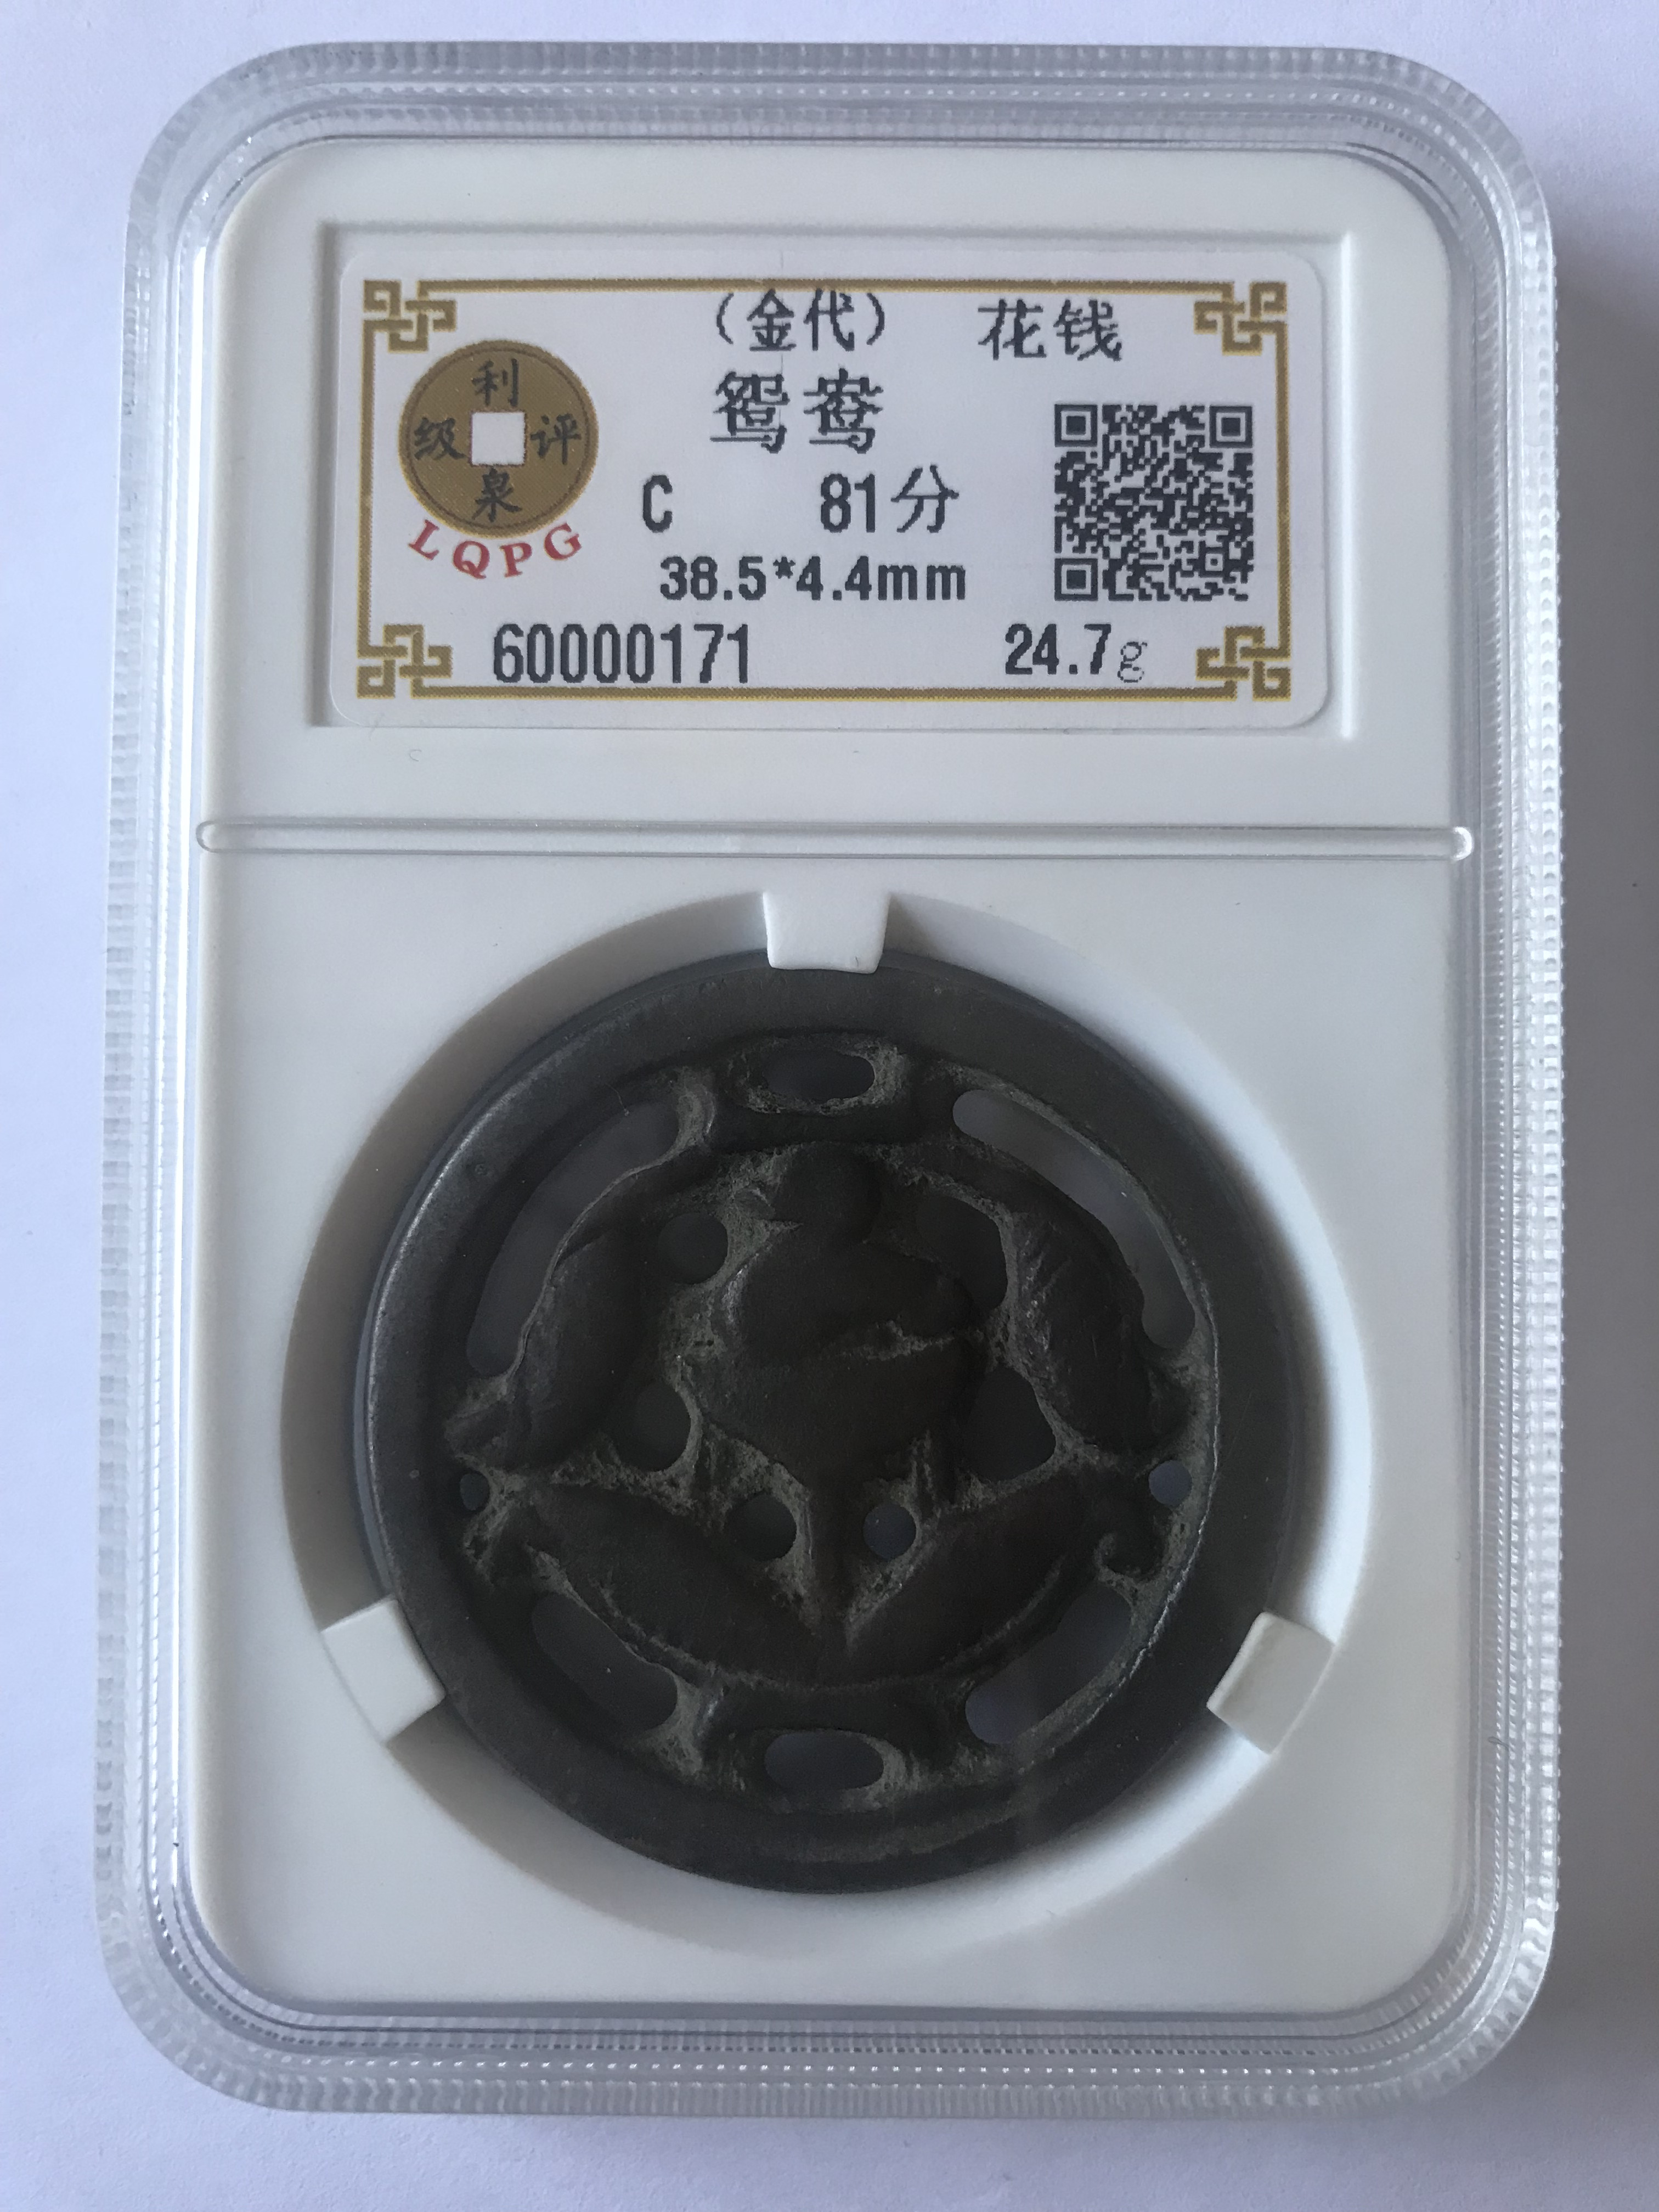 （金代） 花钱
鸳鸯
利泉评级
LQPG
C 81分
38.5*4.4mm
60000171 24.7g